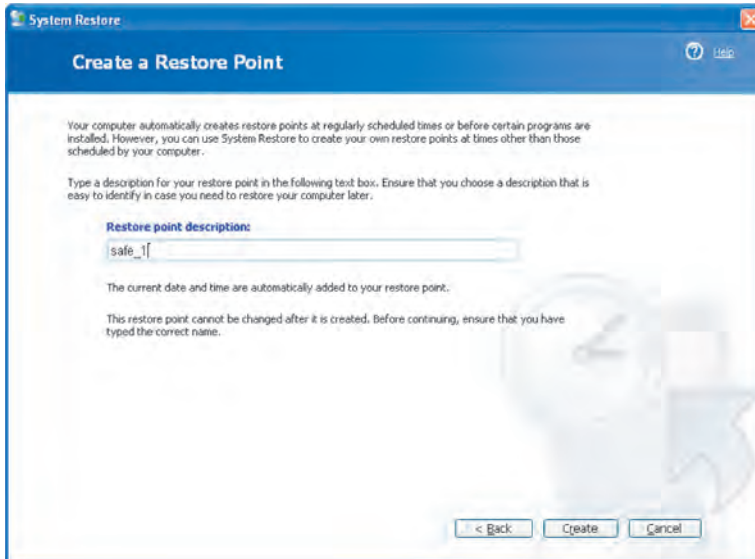 System Restore
Create a Restore Point
Help
Your computer automatically creates restore points at regularly scheduled times or before certain programs are
installed. However, you can use System Restore to create your own restore points at times other than those
scheduled by your computer.
Type a description for your restore point in the following text box. Ensure that you choose a description that is
easy to identify in case you need to restore your computer later.
Restore point description:
safe_1
The current date and time are automatically added to your restore point.
This restore point cannot be changed after it is created. Before continuing, ensure that you have
typed the correct name.
< Back Create Cancel